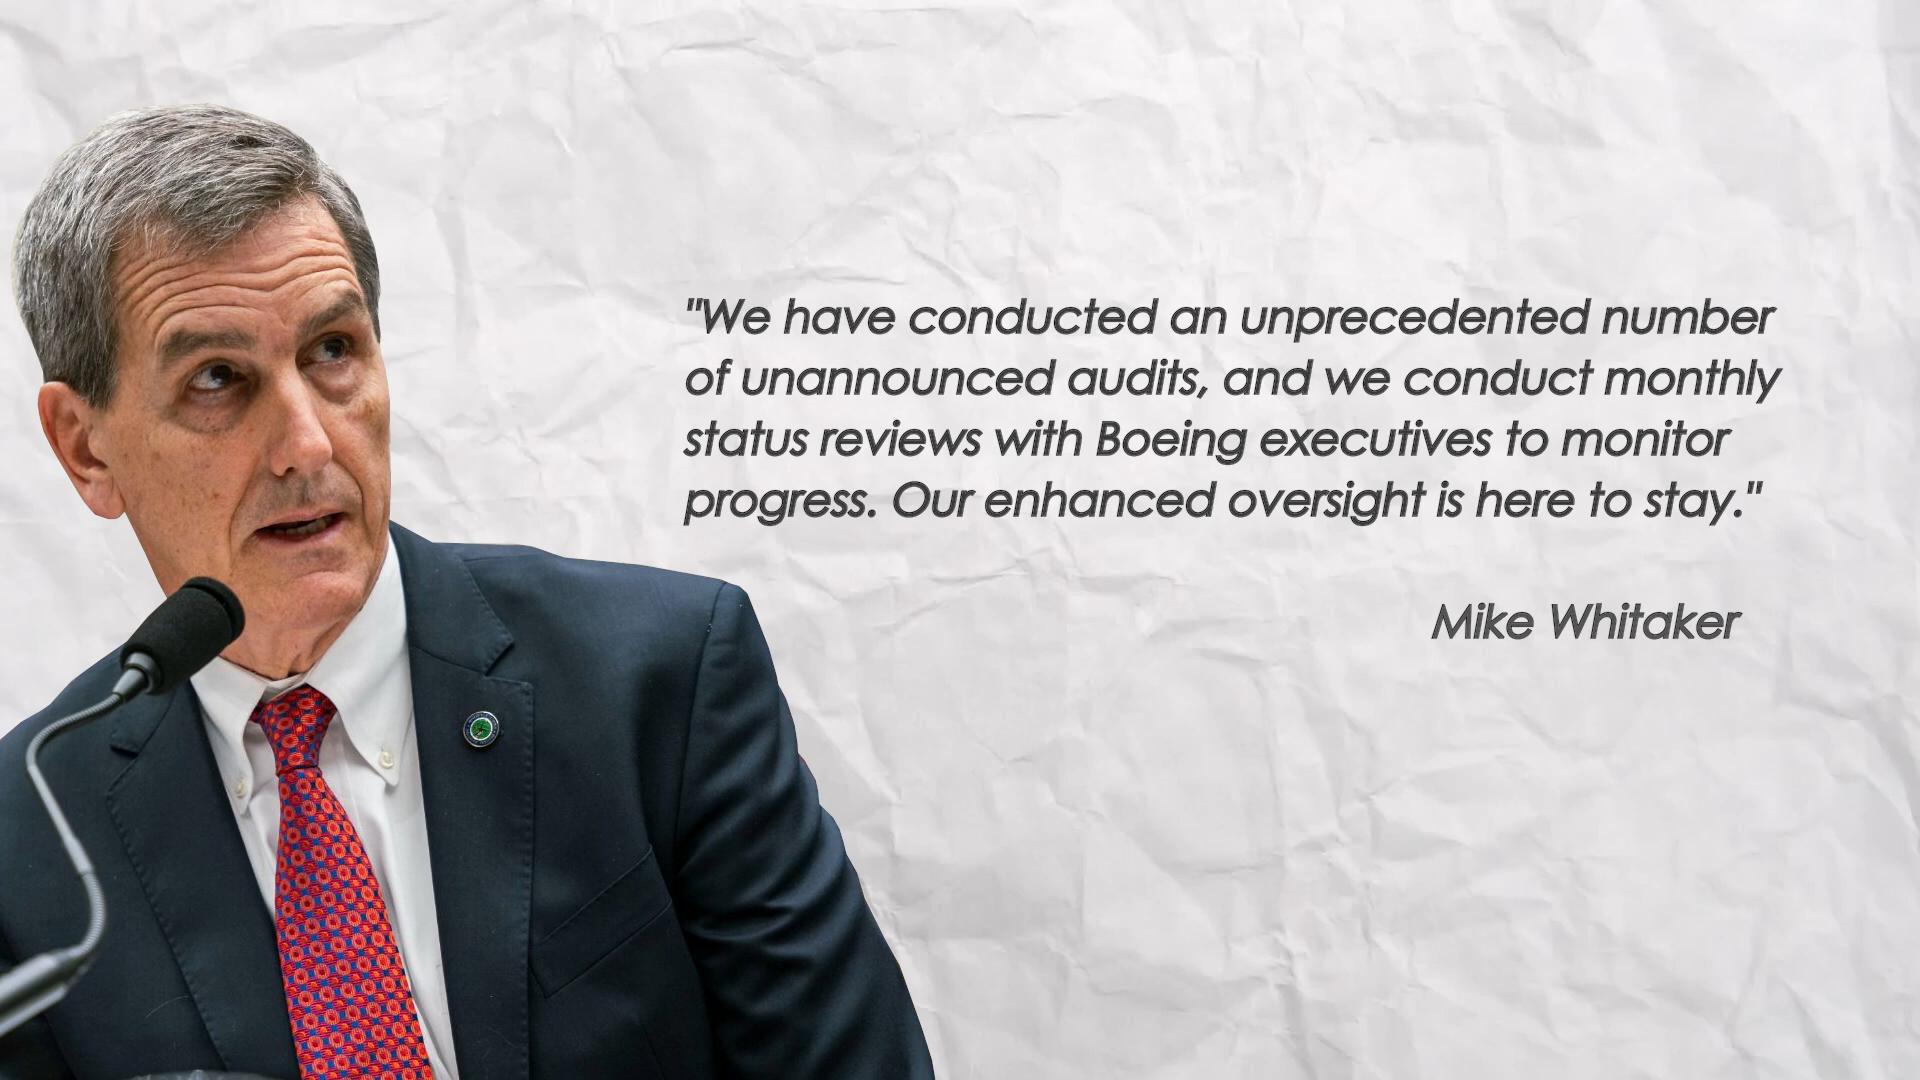 "We have conducted an unprecedented number
of unannounced audits, and we conduct monthly
status reviews with Boeing executives to monitor
progress. Our enhanced oversight is here to stay."
Mike Whitaker